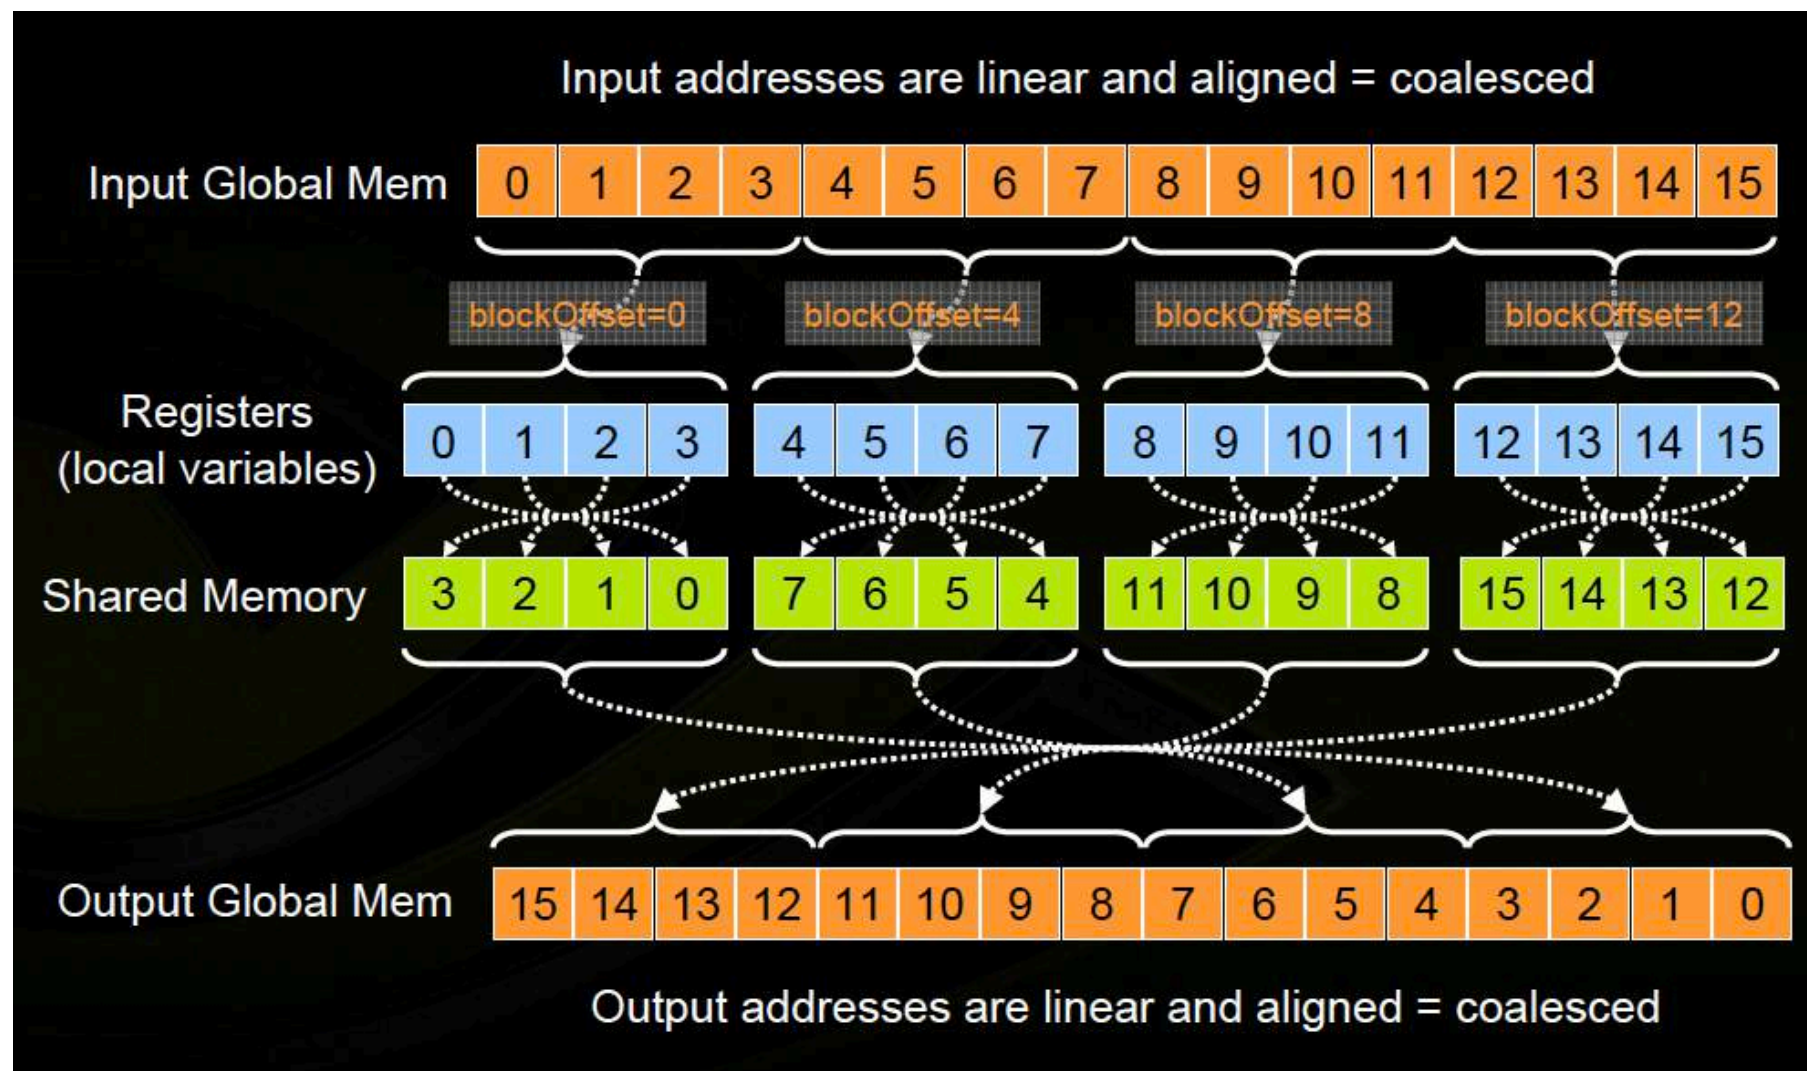 Input addresses are linear and aligned = coalesced
Input Global Mem 0 1 2 3 4 5 6 7 8 9 10 11 12 13 14 15
blockOffset=0 blockOffset=4 blockOffset=8 blockOffset=12
Registers
(local variables)
0 1 2 3 4 5 6 7 8 9 10 11 12 13 14 15
Shared Memory 3 2 1 0 7 6 5 4 11 10 9 8 15 14 13 12
Output Global Mem 15 14 13 12 11 10 9 8 7 6 5 4 3 2 1 0
Output addresses are linear and aligned = coalesced